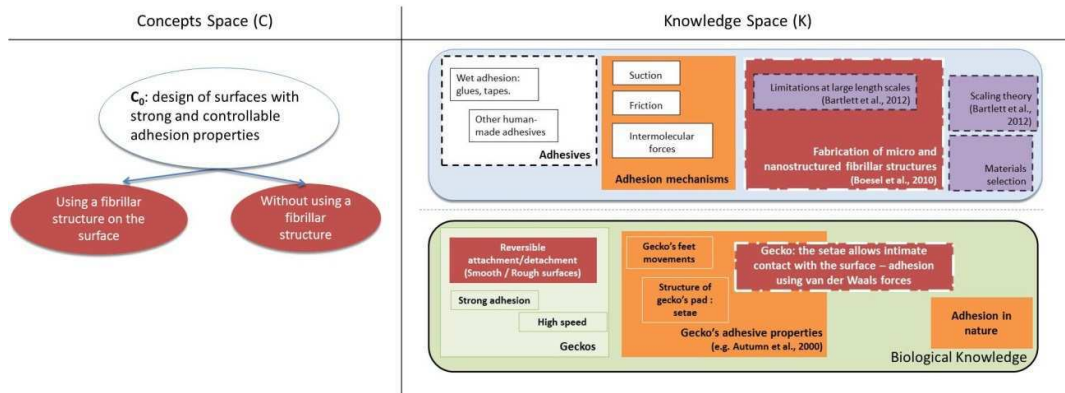 Concepts Space (C)
Knowledge Space (K)
C₀: design of surfaces with
strong and controllable
adhesion properties
Using a fibrillar
structure on the
surface
Without using a
fibrillar
structure
Wet adhesion:
glues, tapes.
Other human-
made adhesives
Adhesives
Suction
Friction
Intermolecular
forces
Adhesion mechanisms
Limitations at large length scales
(Bartlett et al., 2012)
Fabrication of micro and
nanostructured fibrillar structures
(Boesel et al., 2010)
Scaling theory
(Bartlett et al.,
2012)
Materials
selection
Reversible
attachment/detachment
(Smooth / Rough surfaces)
Strong adhesion
High speed
Geckos
Gecko's feet
movements
Structure of
gecko's pad :
setae
Gecko's adhesive properties
(e.g. Autumn et al., 2000)
Gecko: the setae allows intimate
contact with the surface – adhesion
using van der Waals forces
Adhesion in
nature
Biological Knowledge